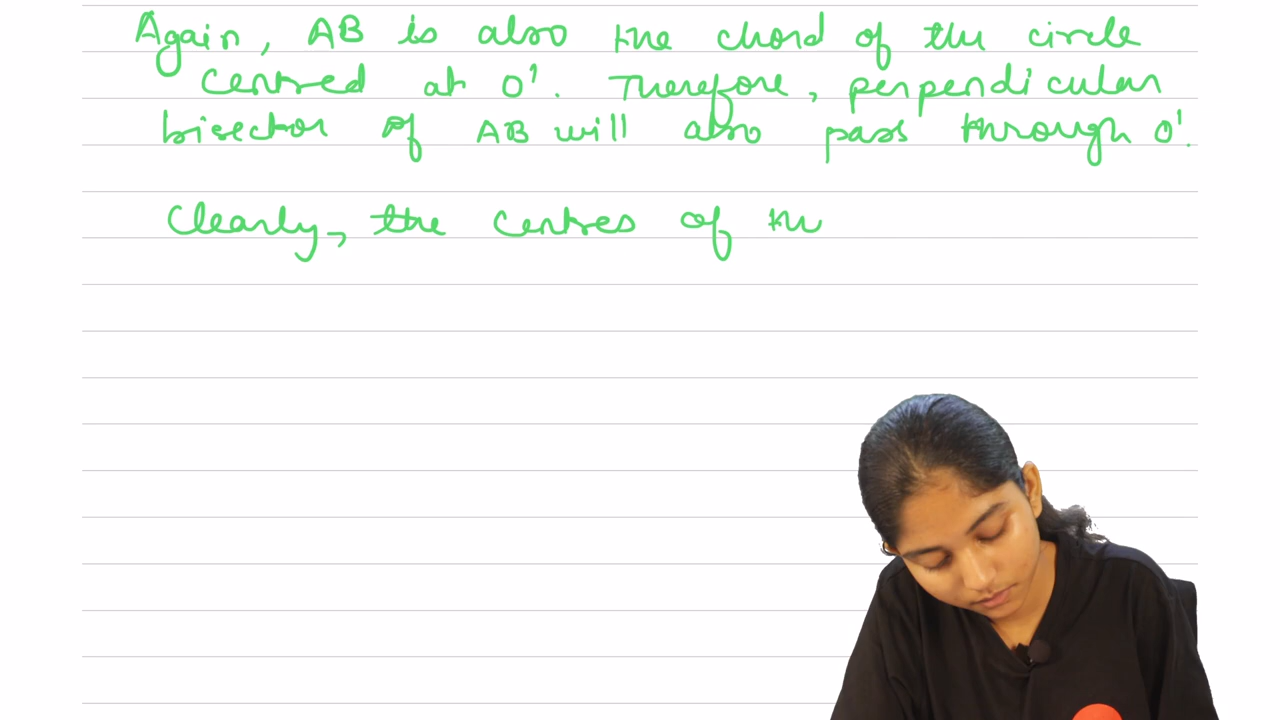 Again, AB is also the chord of the circle
centred at O'. Therefore, perpendicular
bisector of AB will also pass through O'.
Clearly, the centres of the